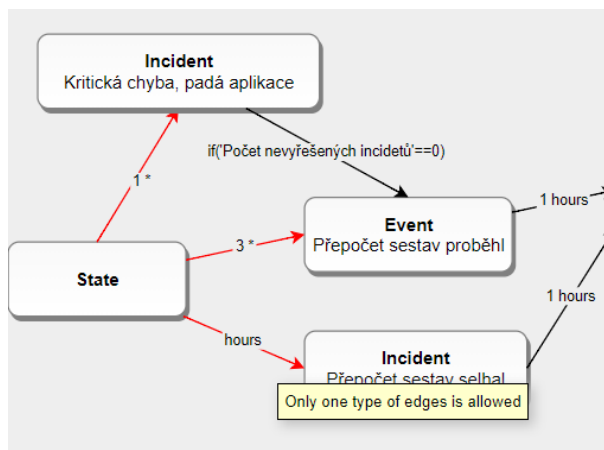 Incident
Kritická chyba, padá aplikace
1 *
if('Počet nevyřešených incidetů'==0)
1 hours
Event
Přepočet sestav proběhl
3 *
State
1 hours
hours
Incident
Přepočet sestav selhal
Only one type of edges is allowed